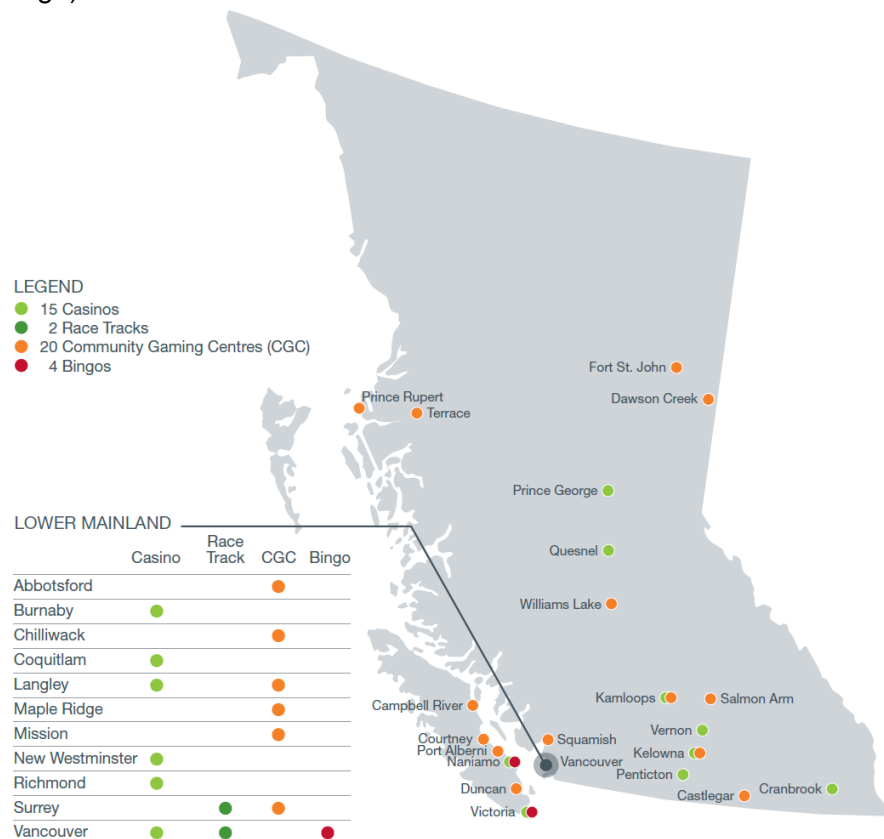 LEGEND
15 Casinos
2 Race Tracks
20 Community Gaming Centres (CGC)
4 Bingos
Fort St. John
Dawson Creek
Prince Rupert
Terrace
Prince George
Quesnel
Williams Lake
Kamloops
Salmon Arm
Campbell River
Vernon
Courtney
Squamish
Port Alberni
Kelowna
Naniamo
Vancouver
Penticton
Duncan
Castlegar
Cranbrook
Victoria
LOWER MAINLAND
Casino Race Track CGC Bingo
Abbotsford
Burnaby
Chilliwack
Coquitlam
Langley
Maple Ridge
Mission
New Westminster
Richmond
Surrey
Vancouver